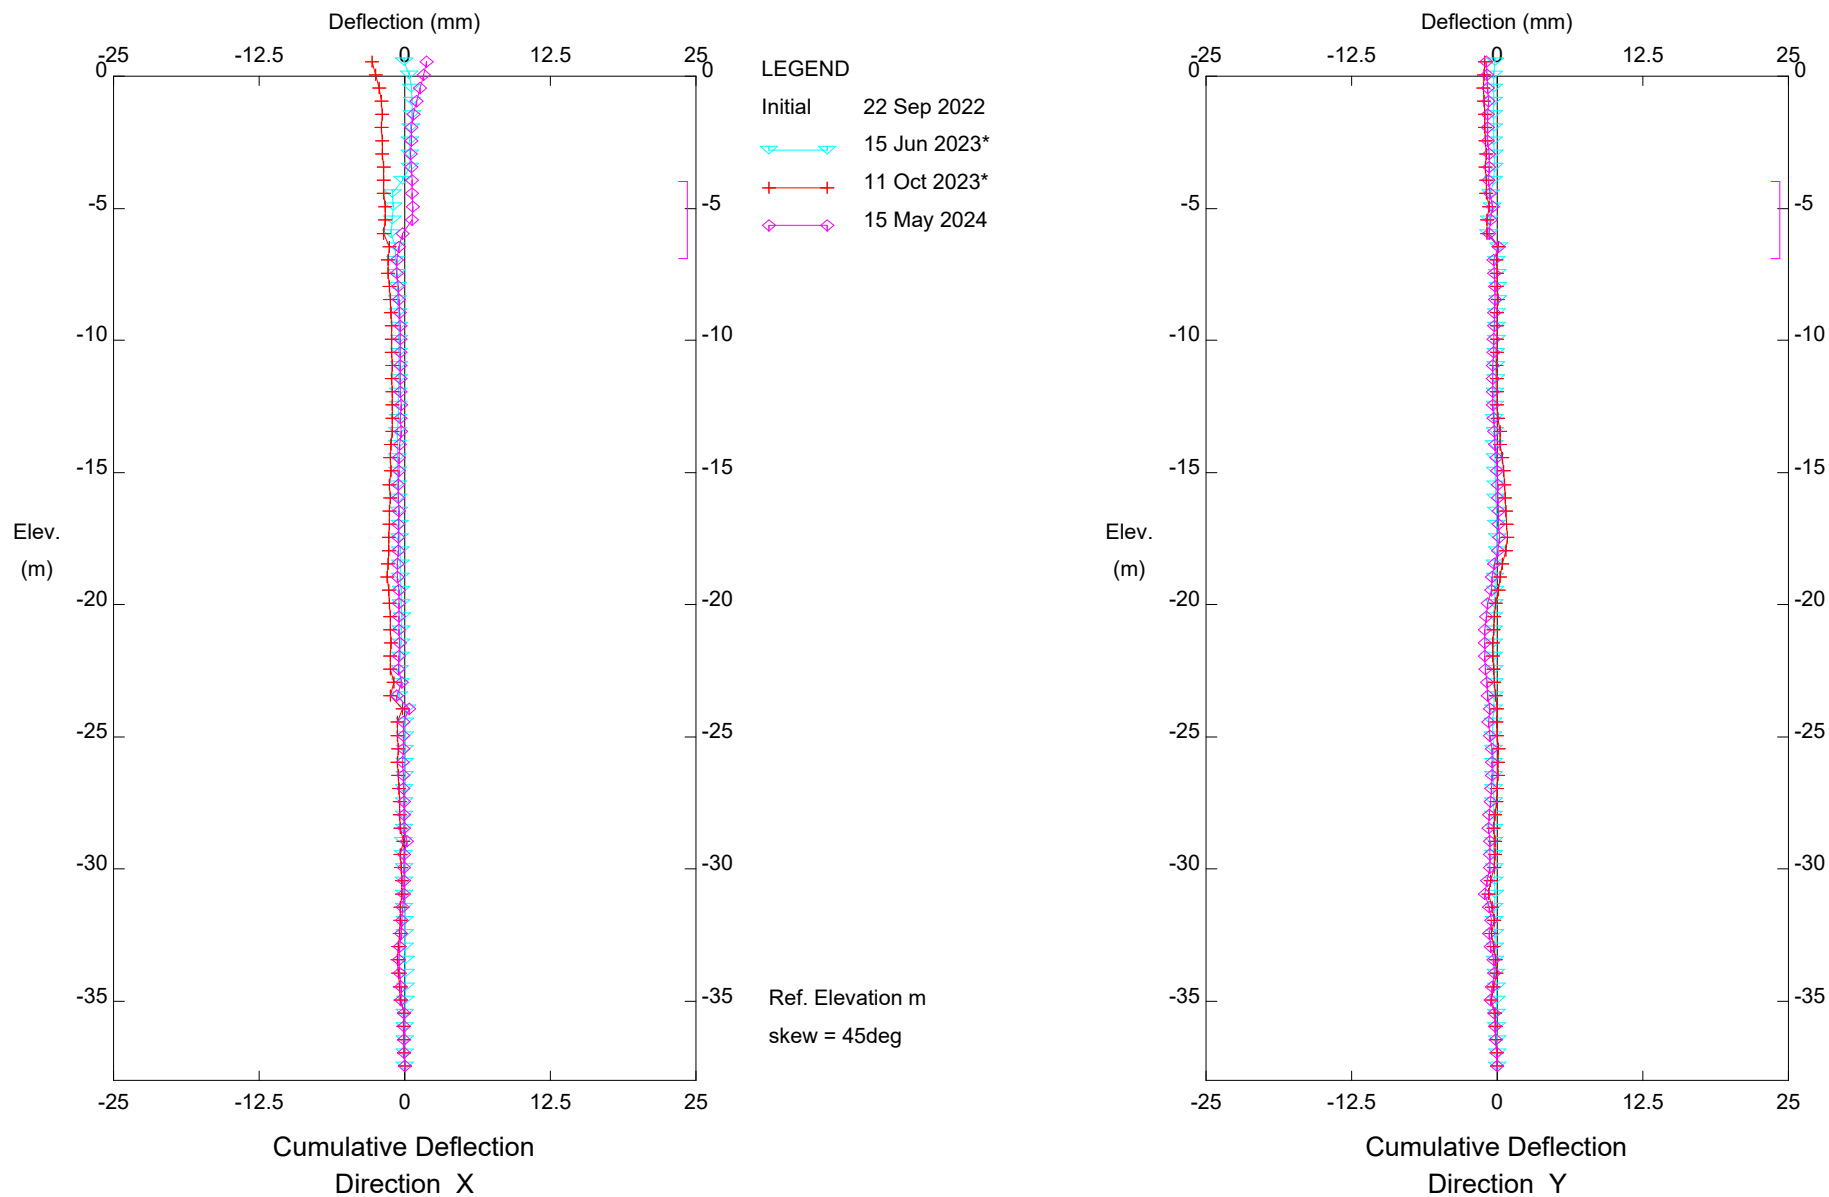 Deflection (mm)
-25 -12.5 0 12.5 25
0 0
-5 -5
-10 -10
-15 -15
-20 -20
-25 -25
-30 -30
-35 -35
Elev.
(m)
-25 -12.5 0 12.5 25
Cumulative Deflection
Direction X
LEGEND
Initial 22 Sep 2022
15 Jun 2023*
11 Oct 2023*
15 May 2024
Ref. Elevation m
skew = 45deg
Deflection (mm)
-25 -12.5 0 12.5 25
0 0
-5 -5
-10 -10
-15 -15
-20 -20
-25 -25
-30 -30
-35 -35
Elev.
(m)
-25 -12.5 0 12.5 25
Cumulative Deflection
Direction Y